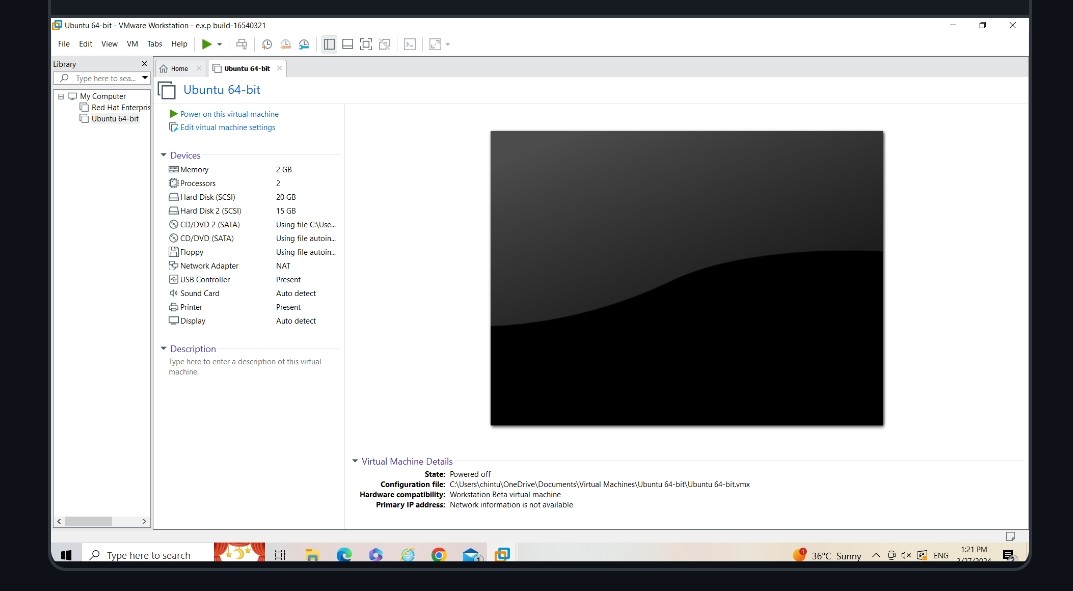 Ubuntu 64-bit - VMware Workstation - e.x.p build-16540321
File Edit View VM Tabs Help
Library
Type here to sea...
Home
Ubuntu 64-bit
My Computer
Red Hat Enterpris
Ubuntu 64-bit
Ubuntu 64-bit
Power on this virtual machine
Edit virtual machine settings
Devices
Memory 2 GB
Processors 2
Hard Disk (SCSI) 20 GB
Hard Disk 2 (SCSI) 15 GB
CD/DVD 2 (SATA) Using file C:\Use...
CD/DVD (SATA) Using file autoin...
Floppy Using file autoin...
Network Adapter NAT
USB Controller Present
Sound Card Auto detect
Printer Present
Display Auto detect
Description
Type here to enter a description of this virtual
machine.
Virtual Machine Details
State: Powered off
Configuration file: C:\Users\chintu\OneDrive\Documents\Virtual Machines\Ubuntu 64-bit\Ubuntu 64-bit.vmx
Hardware compatibility: Workstation Beta virtual machine
Primary IP address: Network information is not available
Type here to search
36°C Sunny
ENG
1:21 PM